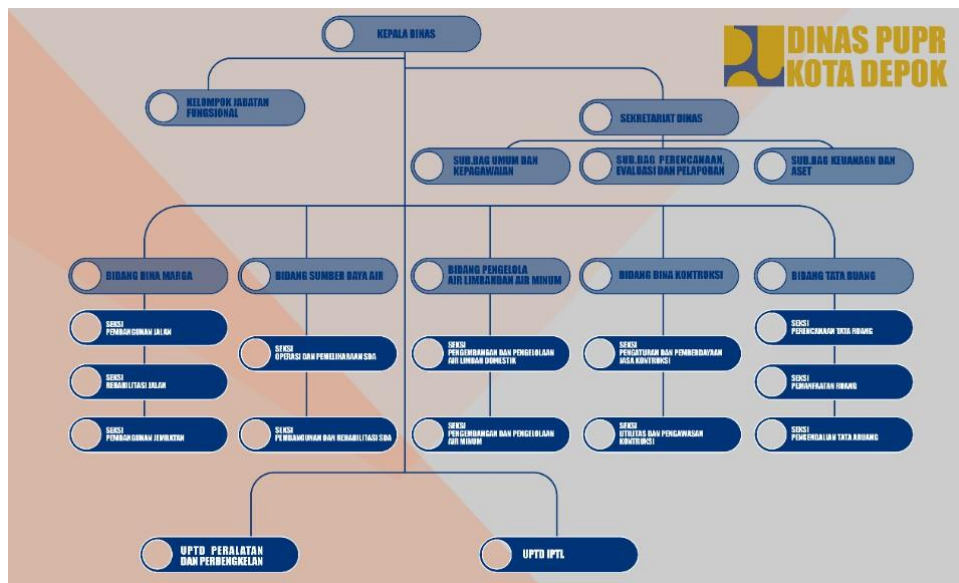 KEPALA DINAS
DINAS PUPR
KOTA DEPOK
KELOMPOK JABATAN
FUNGSIONAL
SEKRETARIAT DINAS
SUB.BAG UMUM DAN
KEPAGAWAIAN
SUB.BAG PERENCANAAN,
EVALUASI DAN PELAPORAN
SUB.BAG KEUANAGN DAN
ASET
BIDANG BINA MARGA
BIDANG SUMBER DAYA AIR
BIDANG PENGELOLA
AIR LIMBANDAN AIR MINUM
BIDANG BINA KONTRUKSI
BIDANG TATA RUANG
SEKSI
PEMBANGUNAN JALAN
SEKSI
OPERASI DAN PEMELIHARAAN SDA
SEKSI
PENGEMBANGAN DAN PENGELOLAAN
AIR LIMBAH DOMESTIK
SEKSI
PENGATURAN DAN PEMBERDAYAAN
JASA KONTRUKSI
SEKSI
PERENCANAAN TATA RUANG
SEKSI
REHABILITASI JALAN
SEKSI
PEMANFAATAN RUANG
SEKSI
PEMBANGUNAN JEMBATAN
SEKSI
PEMBANGUNAN DAN REHABILITASI SDA
SEKSI
PENGEMBANGAN DAN PENGELOLAAN
AIR MINUM
SEKSI
UTILITAS DAN PENGAWASAN
KONTRUKSI
SEKSI
PENGENDALIAN TATA RUANG
UPTD PERALATAN
DAN PERBENGKELAN
UPTD IPTL